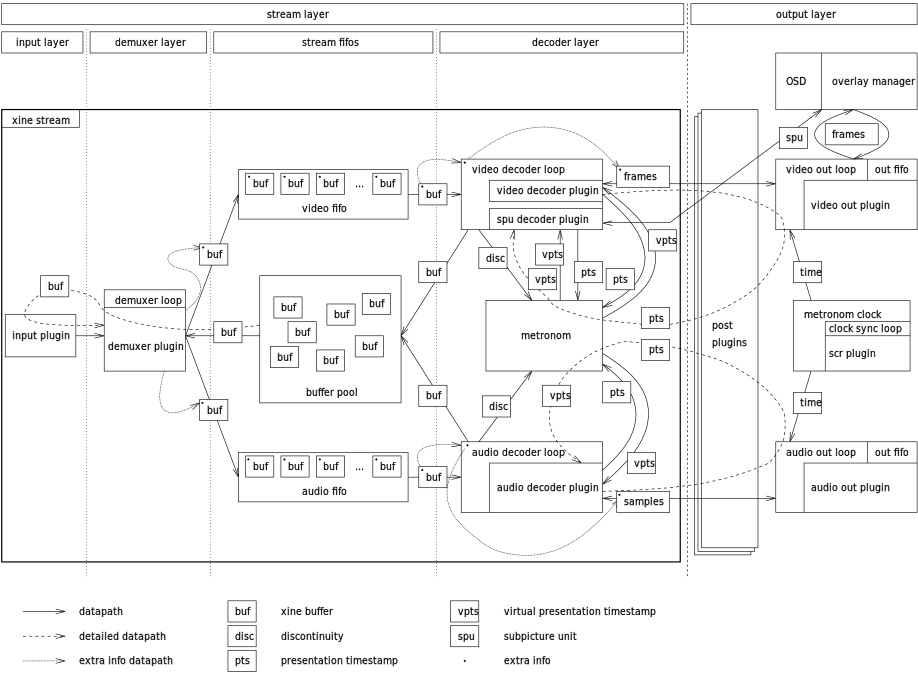 stream layer
output layer
input layer
demuxer layer
stream fifos
decoder layer
OSD
overlay manager
xine stream
spu
frames
buf
buf
buf
...
buf
video fifo
buf
video decoder loop
video decoder plugin
spu decoder plugin
frames
video out loop
out fifo
video out plugin
buf
vpts
disc
vpts
vpts
pts
pts
buf
time
buf
demuxer loop
demuxer plugin
input plugin
buf
buf
buf
buf
buf
buf
buf
buf
buffer pool
metronom
pts
pts
post
plugins
metronom clock
clock sync loop
scr plugin
buf
buf
disc
vpts
pts
time
audio decoder loop
audio decoder plugin
vpts
samples
buf
buf
buf
buf
...
buf
audio fifo
audio out loop
out fifo
audio out plugin
datapath
buf
xine buffer
vpts
virtual presentation timestamp
detailed datapath
disc
discontinuity
spu
subpicture unit
extra info datapath
pts
presentation timestamp
extra info